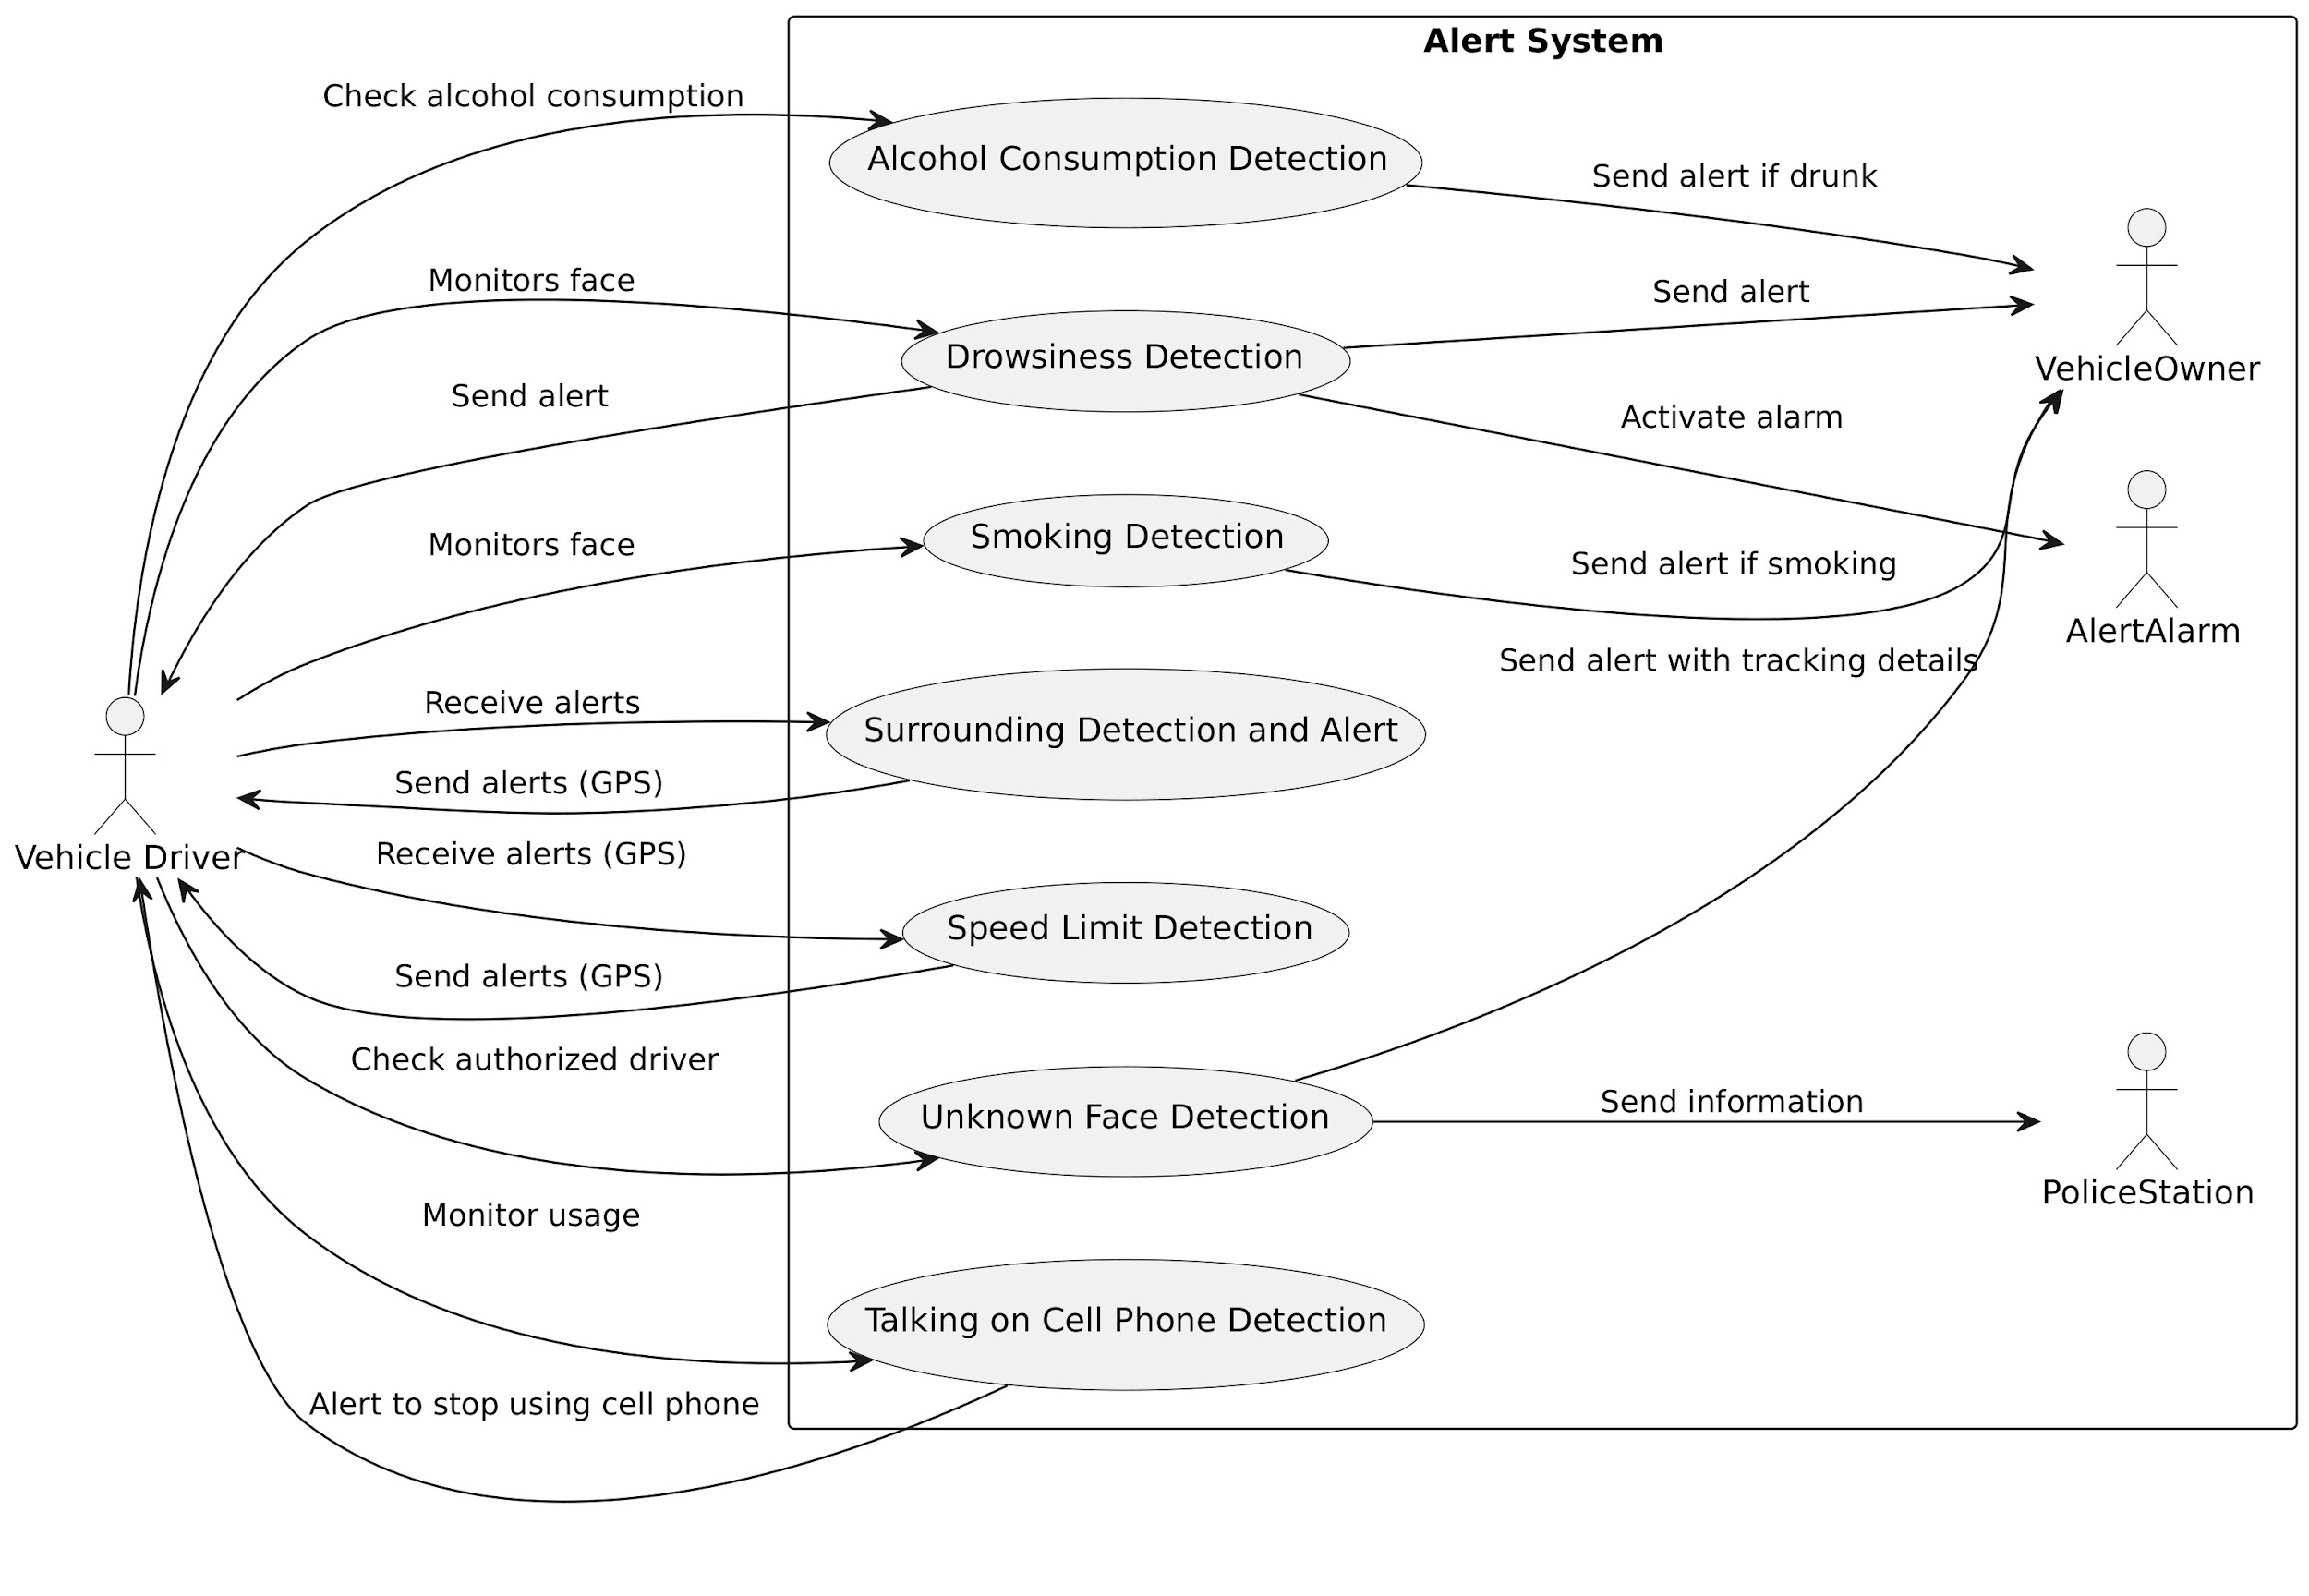 Alert System
Check alcohol consumption
Alcohol Consumption Detection
Send alert if drunk
Monitors face
Send alert
Drowsiness Detection
VehicleOwner
Send alert
Activate alarm
Monitors face
Smoking Detection
Send alert if smoking
AlertAlarm
Send alert with tracking details
Receive alerts
Surrounding Detection and Alert
Send alerts (GPS)
Vehicle Driver
Receive alerts (GPS)
Speed Limit Detection
Send alerts (GPS)
Check authorized driver
Unknown Face Detection
Send information
PoliceStation
Monitor usage
Talking on Cell Phone Detection
Alert to stop using cell phone